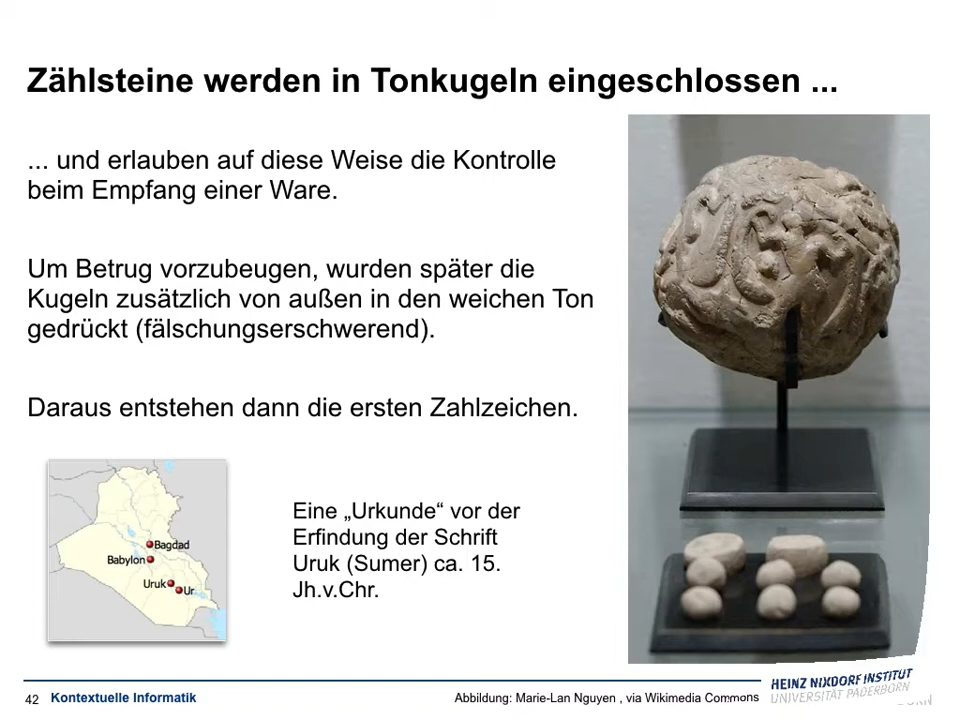 Zählsteine werden in Tonkugeln eingeschlossen ...
... und erlauben auf diese Weise die Kontrolle
beim Empfang einer Ware.
Um Betrug vorzubeugen, wurden später die
Kugeln zusätzlich von außen in den weichen Ton
gedrückt (fälschungserschwerend).
Daraus entstehen dann die ersten Zahlzeichen.
Bagdad
Babylon
Uruk
Ur
Eine „Urkunde“ vor der
Erfindung der Schrift
Uruk (Sumer) ca. 15.
Jh.v.Chr.
42 Kontextuelle Informatik
Abbildung: Marie-Lan Nguyen , via Wikimedia Commons
HEINZ NIXDORF INSTITUT
UNIVERSITÄT PADERBORN